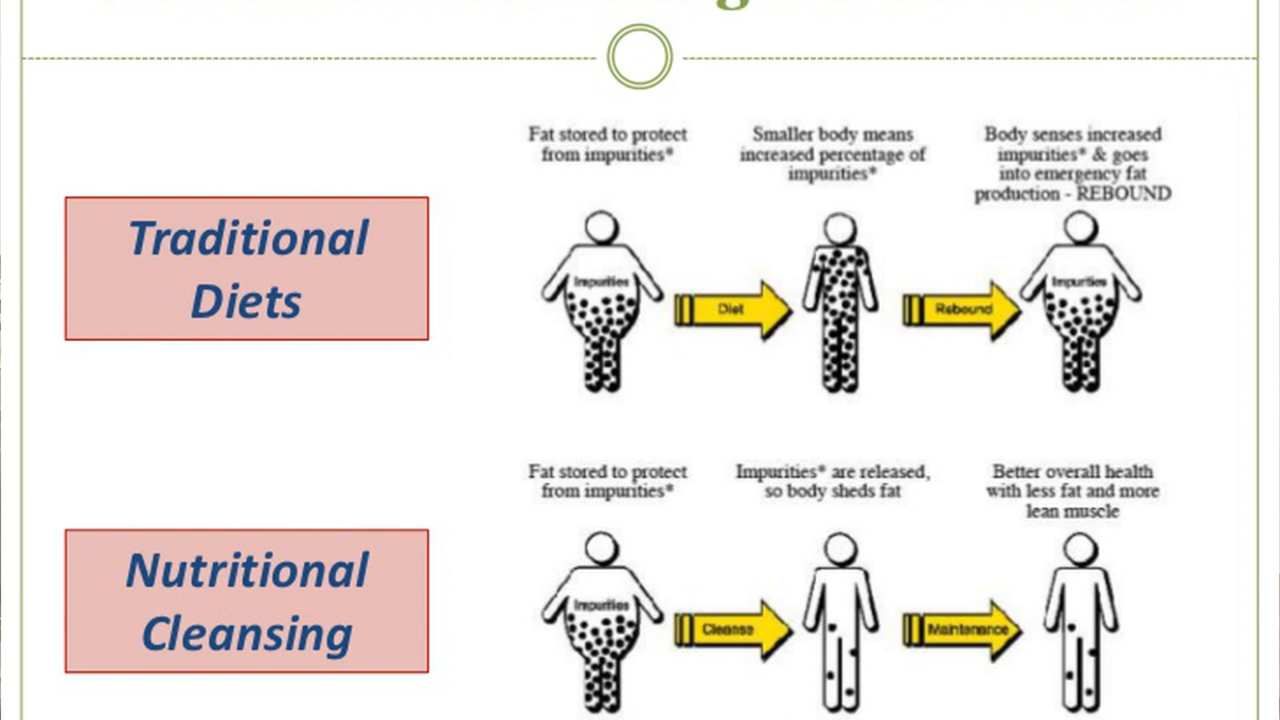 Traditional
Diets
Fat stored to protect
from impurities*
Smaller body means
increased percentage of
impurities*
Body senses increased
impurities* & goes
into emergency fat
production - REBOUND
Impurities
Diet
Rebound
Impurities
Nutritional
Cleansing
Fat stored to protect
from impurities*
Impurities* are released,
so body sheds fat
Better overall health
with less fat and more
lean muscle
Impurities
Cleanse
Maintenance